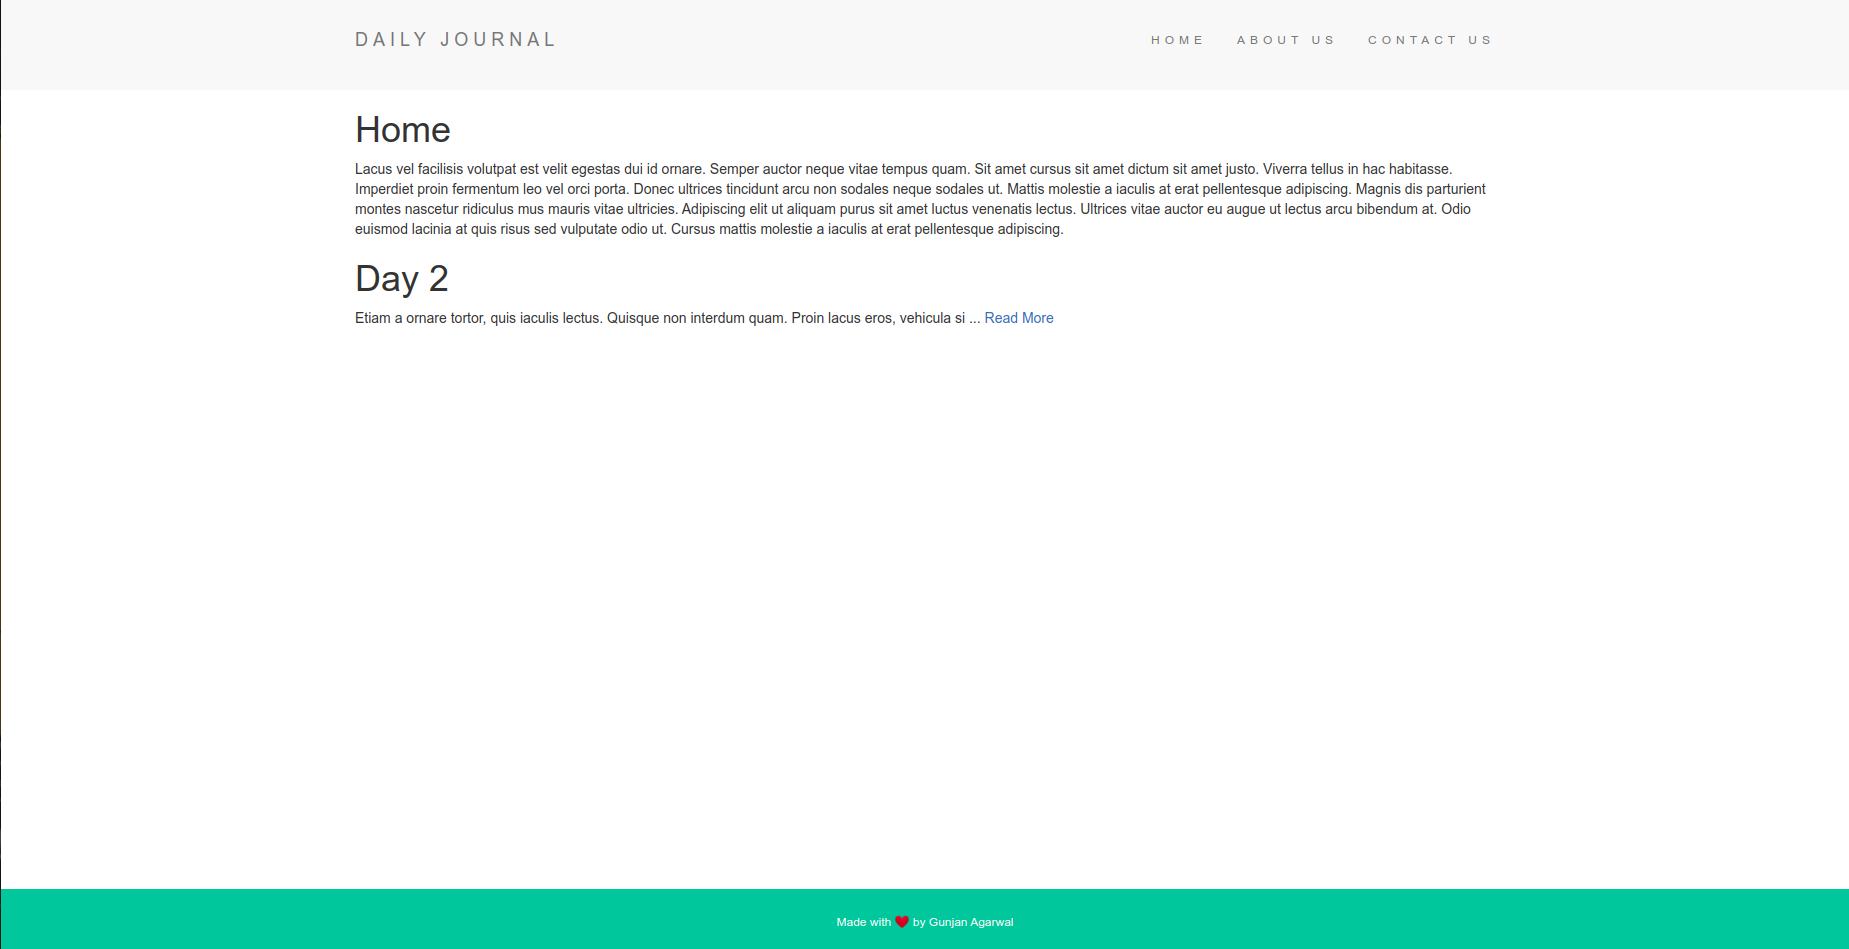 DAILY JOURNAL
HOME ABOUT US CONTACT US
Home
Lacus vel facilisis volutpat est velit egestas dui id ornare. Semper auctor neque vitae tempus quam. Sit amet cursus sit amet dictum sit amet justo. Viverra tellus in hac habitasse.
Imperdiet proin fermentum leo vel orci porta. Donec ultrices tincidunt arcu non sodales neque sodales ut. Mattis molestie a iaculis at erat pellentesque adipiscing. Magnis dis parturient
montes nascetur ridiculus mus mauris vitae ultricies. Adipiscing elit ut aliquam purus sit amet luctus venenatis lectus. Ultrices vitae auctor eu augue ut lectus arcu bibendum at. Odio
euismod lacinia at quis risus sed vulputate odio ut. Cursus mattis molestie a iaculis at erat pellentesque adipiscing.
Day 2
Etiam a ornare tortor, quis iaculis lectus. Quisque non interdum quam. Proin lacus eros, vehicula si ... Read More
Made with ❤ by Gunjan Agarwal